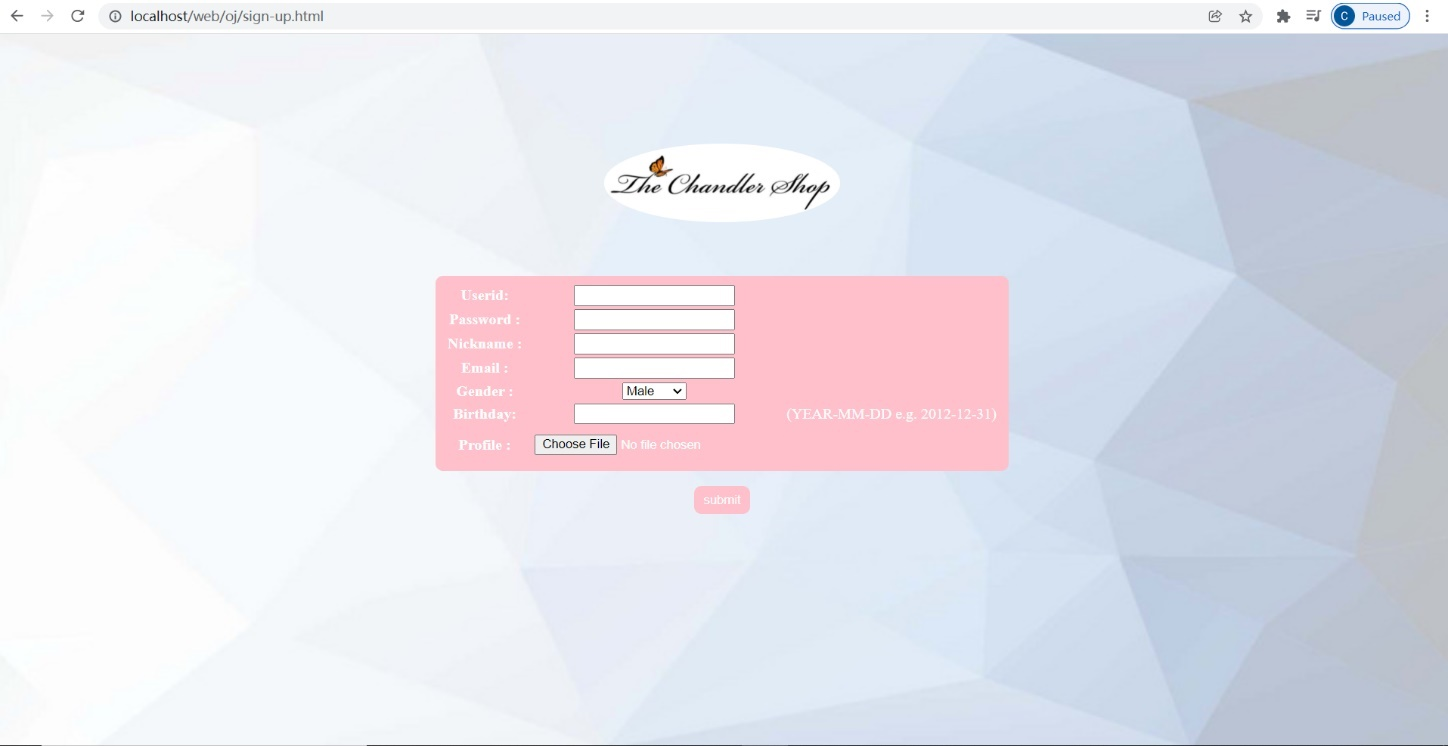 localhost/web/oj/sign-up.html
C Paused
The Chandler Shop
Userid:
Password :
Nickname :
Email :
Gender : Male
Birthday: (YEAR-MM-DD e.g. 2012-12-31)
Profile : Choose File No file chosen
submit